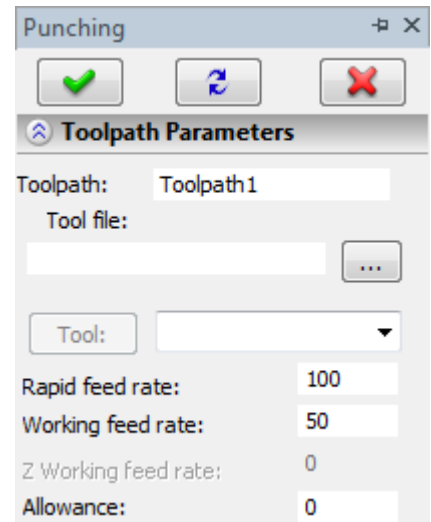 Punching
Toolpath Parameters
Toolpath: Toolpath1
Tool file:
...
Tool:
Rapid feed rate: 100
Working feed rate: 50
Z Working feed rate: 0
Allowance: 0